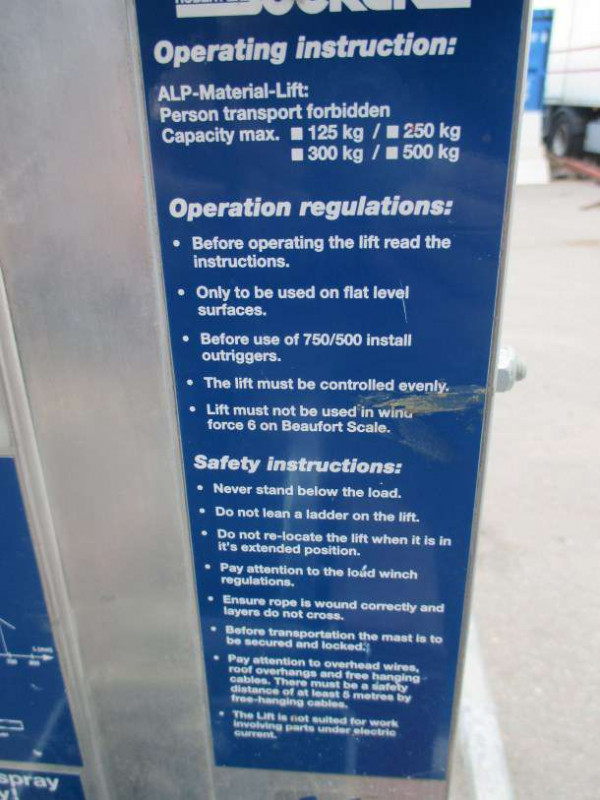 Operating instruction:
ALP-Material-Lift:
Person transport forbidden
Capacity max. ■ 125 kg / ■ 250 kg
■ 300 kg / ■ 500 kg
Operation regulations:
• Before operating the lift read the
instructions.
• Only to be used on flat level
surfaces.
• Before use of 750/500 install
outriggers.
• The lift must be controlled evenly.
• Lift must not be used in wind
force 6 on Beaufort Scale.
Safety instructions:
• Never stand below the load.
• Do not lean a ladder on the lift.
• Do not re-locate the lift when it is in
it's extended position.
• Pay attention to the load winch
regulations.
• Ensure rope is wound correctly and
layers do not cross.
• Before transportation the mast is to
be secured and locked.
• Pay attention to overhead wires,
roof overhangs and free hanging
cables. There must be a safety
distance of at least 5 metres by
free-hanging cables.
• The Lift is not suited for work
involving parts under electric
current.
spray